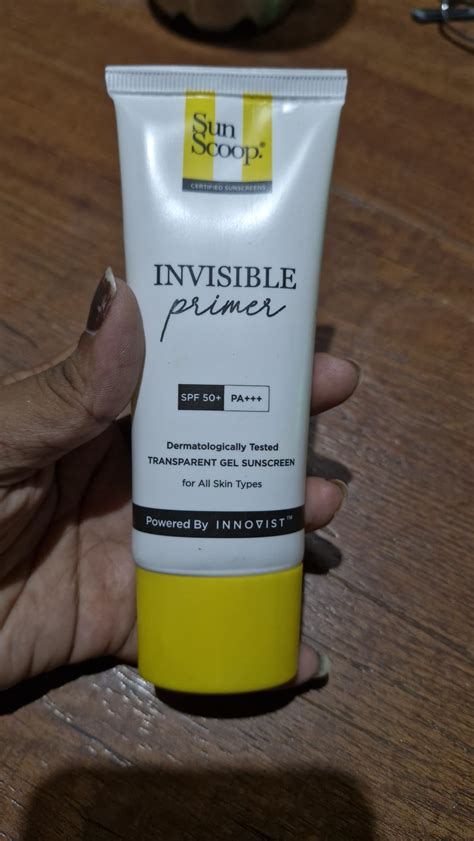 Sun
Scoop.®
CERTIFIED SUNSCREENS
INVISIBLE
primer
SPF 50+ PA+++
Dermatologically Tested
TRANSPARENT GEL SUNSCREEN
for All Skin Types
Powered By INNOVIST™